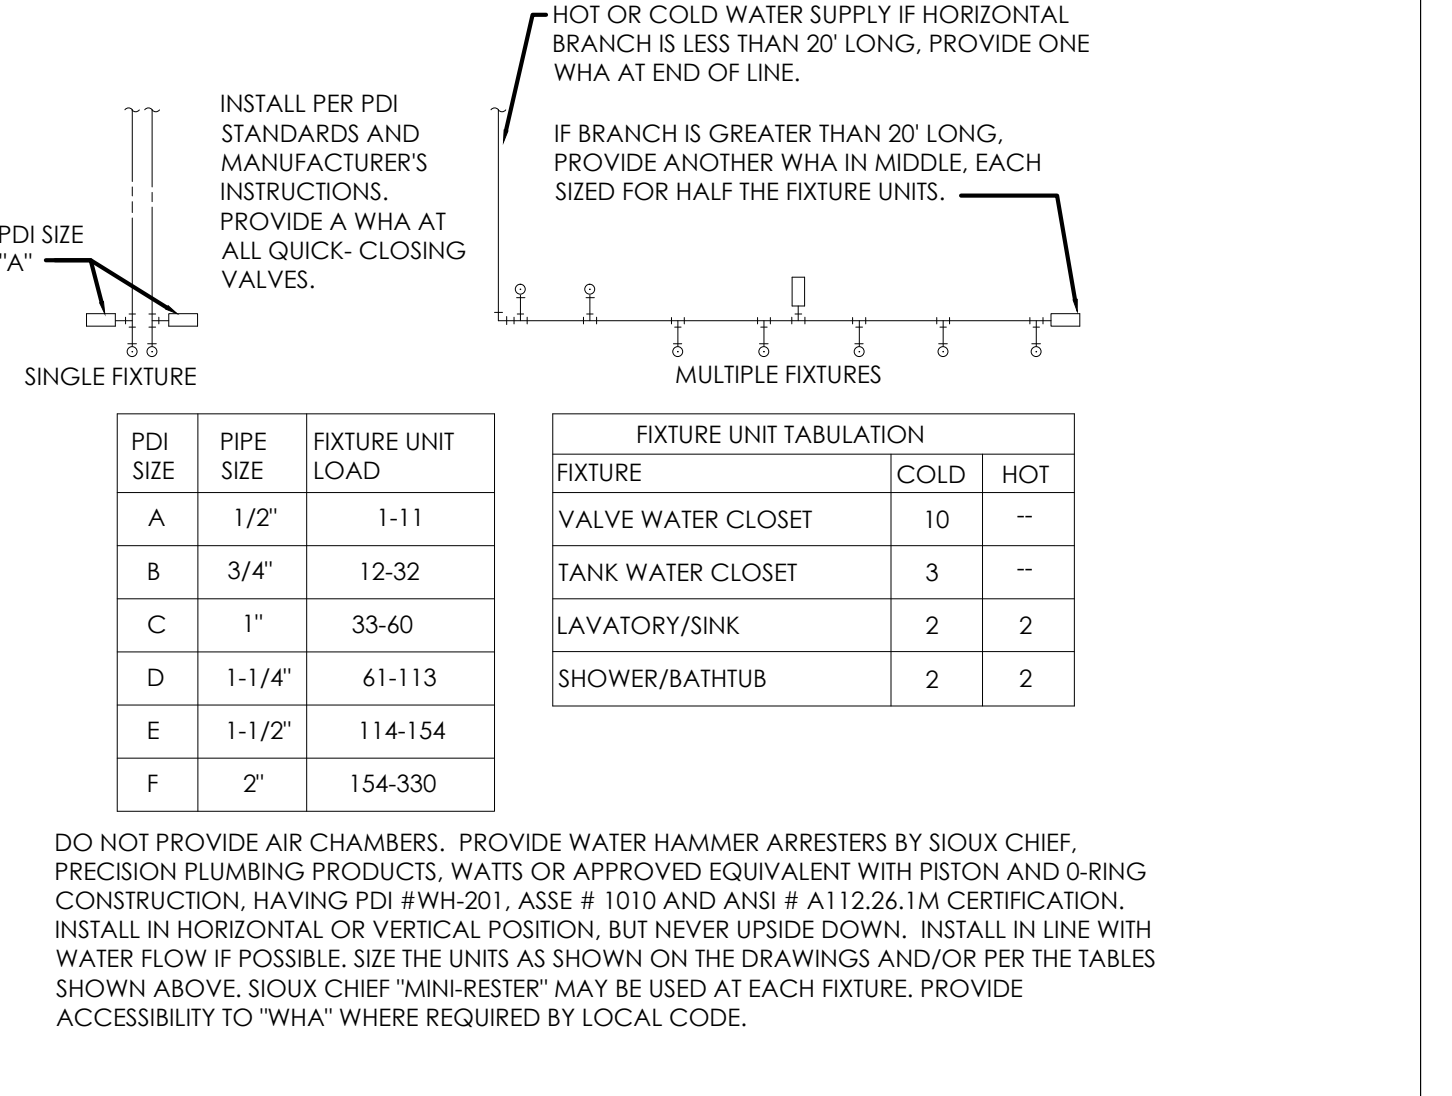 HOT OR COLD WATER SUPPLY IF HORIZONTAL
BRANCH IS LESS THAN 20' LONG, PROVIDE ONE
WHA AT END OF LINE.
INSTALL PER PDI
STANDARDS AND
MANUFACTURER'S
INSTRUCTIONS.
PROVIDE A WHA AT
ALL QUICK- CLOSING
VALVES.
IF BRANCH IS GREATER THAN 20' LONG,
PROVIDE ANOTHER WHA IN MIDDLE, EACH
SIZED FOR HALF THE FIXTURE UNITS.
PDI SIZE
"A"
SINGLE FIXTURE
MULTIPLE FIXTURES
PDI SIZE PIPE SIZE FIXTURE UNIT LOAD
A 1/2" 1-11
B 3/4" 12-32
C 1" 33-60
D 1-1/4" 61-113
E 1-1/2" 114-154
F 2" 154-330
FIXTURE UNIT TABULATION
FIXTURE COLD HOT
VALVE WATER CLOSET 10 --
TANK WATER CLOSET 3 --
LAVATORY/SINK 2 2
SHOWER/BATHTUB 2 2
DO NOT PROVIDE AIR CHAMBERS. PROVIDE WATER HAMMER ARRESTERS BY SIOUX CHIEF,
PRECISION PLUMBING PRODUCTS, WATTS OR APPROVED EQUIVALENT WITH PISTON AND 0-RING
CONSTRUCTION, HAVING PDI #WH-201, ASSE # 1010 AND ANSI # A112.26.1M CERTIFICATION.
INSTALL IN HORIZONTAL OR VERTICAL POSITION, BUT NEVER UPSIDE DOWN. INSTALL IN LINE WITH
WATER FLOW IF POSSIBLE. SIZE THE UNITS AS SHOWN ON THE DRAWINGS AND/OR PER THE TABLES
SHOWN ABOVE. SIOUX CHIEF "MINI-RESTER" MAY BE USED AT EACH FIXTURE. PROVIDE
ACCESSIBILITY TO "WHA" WHERE REQUIRED BY LOCAL CODE.